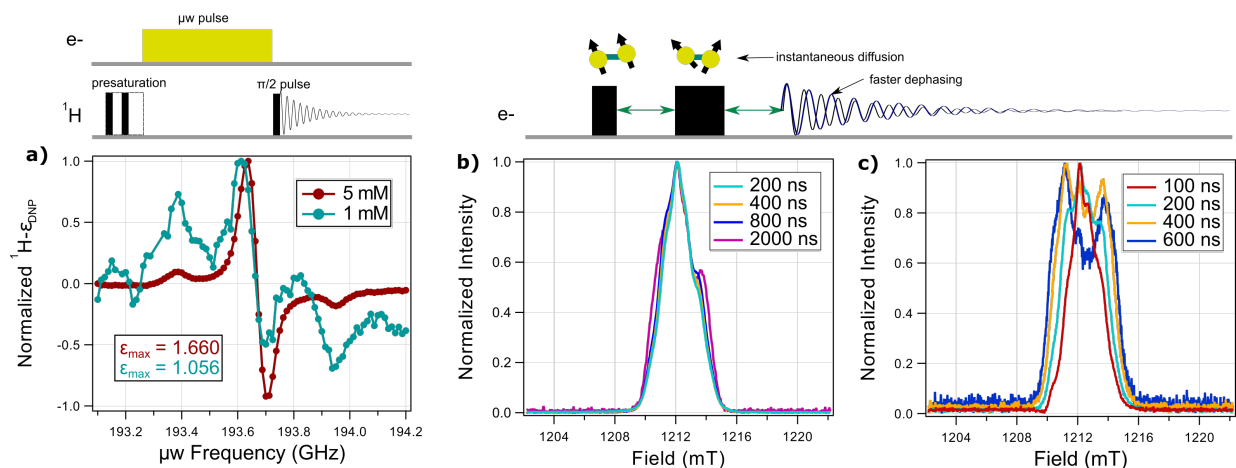 μw pulse
e-
presaturation
π/2 pulse
¹H
instantaneous diffusion
faster dephasing
e-
a)
Normalized ¹H-ε_DNP
1.0
0.5
0.0
-0.5
-1.0
5 mM
1 mM
ε_max = 1.660
ε_max = 1.056
193.2 193.4 193.6 193.8 194.0 194.2
μw Frequency (GHz)
b)
Normalized Intensity
1.0
0.8
0.6
0.4
0.2
0.0
200 ns
400 ns
800 ns
2000 ns
1204 1208 1212 1216 1220
Field (mT)
c)
Normalized Intensity
1.0
0.8
0.6
0.4
0.2
0.0
100 ns
200 ns
400 ns
600 ns
1204 1208 1212 1216 1220
Field (mT)